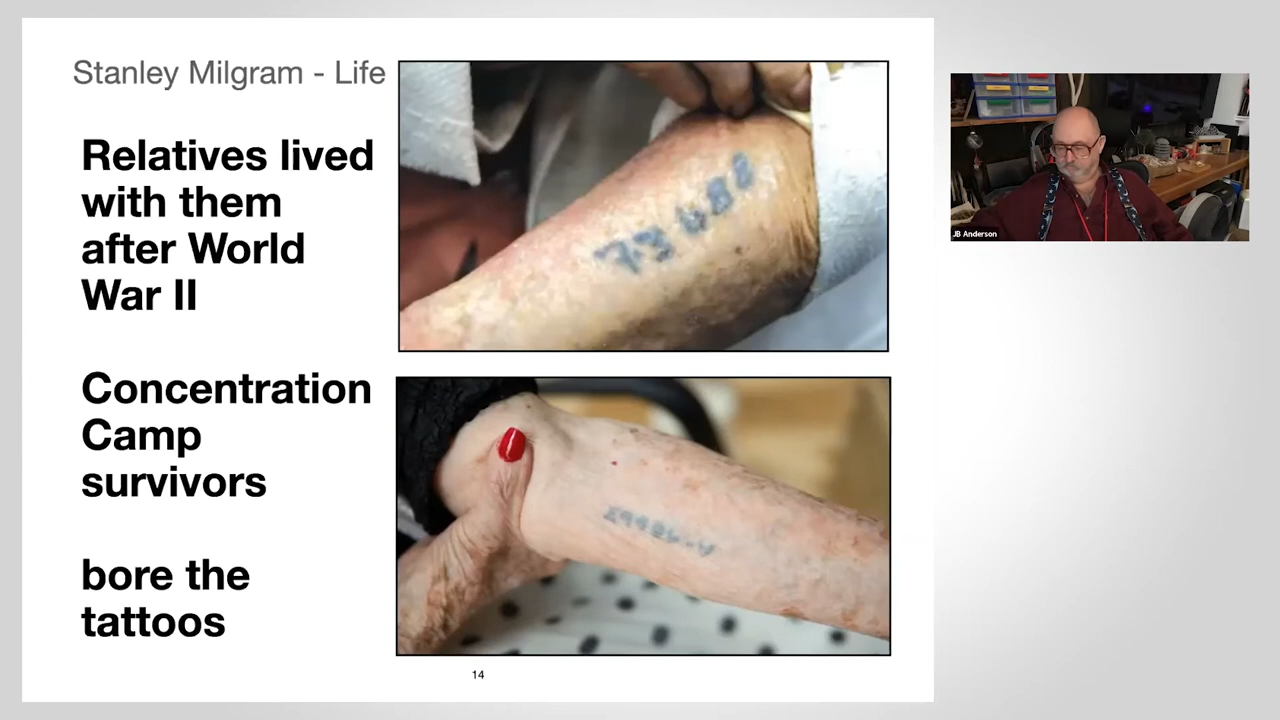 Stanley Milgram - Life
Relatives lived
with them
after World
War II
Concentration
Camp
survivors
bore the
tattoos
14
JB Anderson